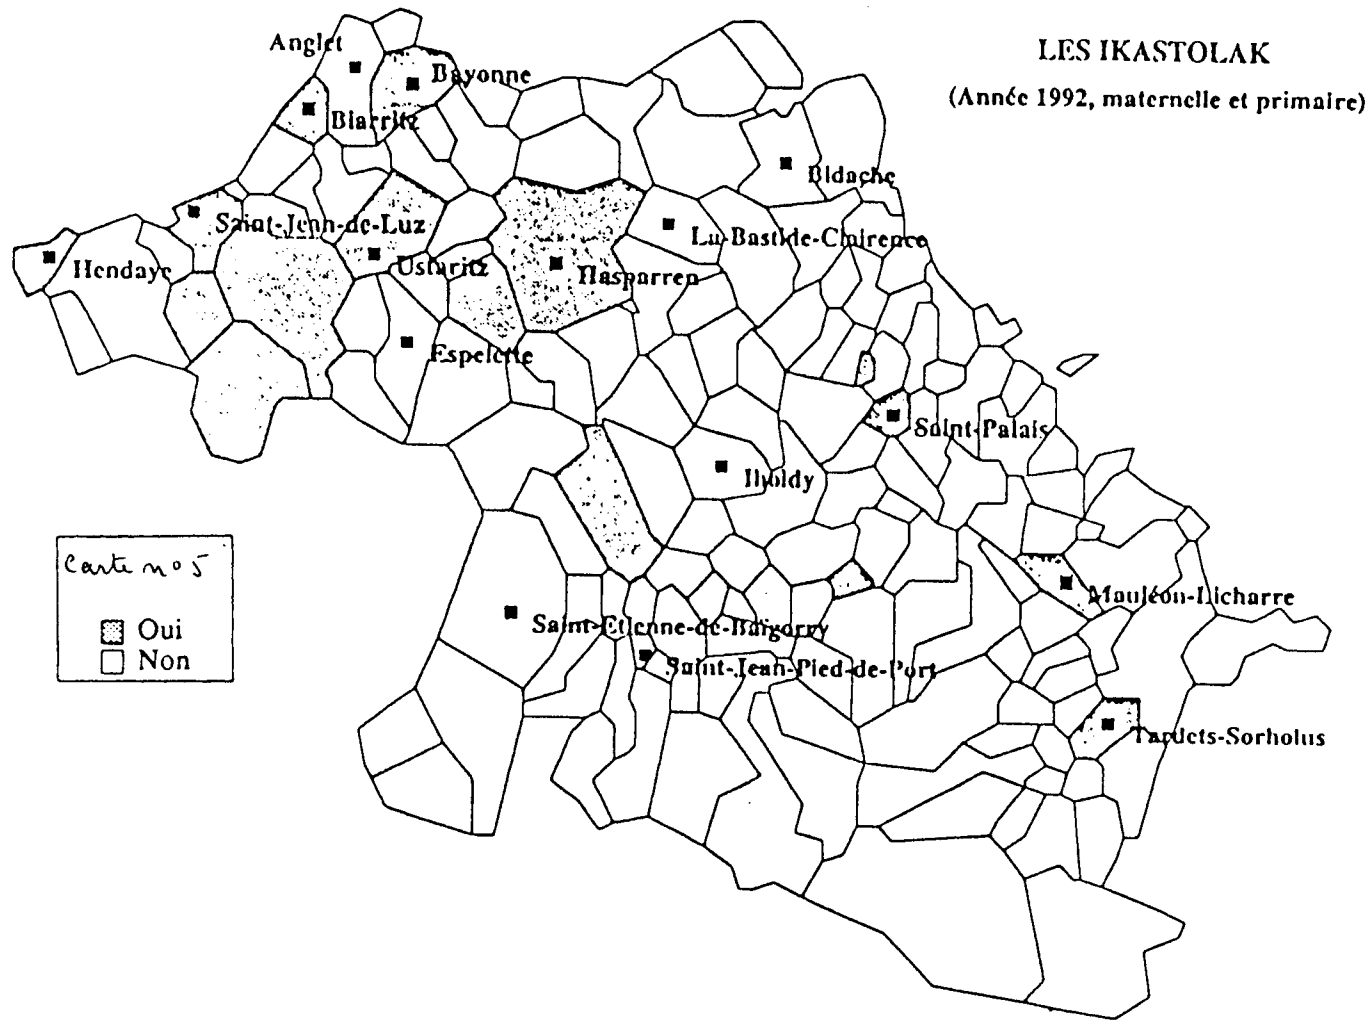 LES IKASTOLAK
(Année 1992, maternelle et primaire)
Anglet
Bayonne
Biarritz
Bidache
Saint-Jean-de-Luz
La-Bastide-Clairence
Hendaye
Ustaritz
Hasparren
Espelette
Saint-Palais
Iholdy
Carte no 5
Mauléon-Licharre
Saint-Etienne-de-Baïgorry
Oui
Non
Saint-Jean-Pied-de-Port
Tardets-Sorholus